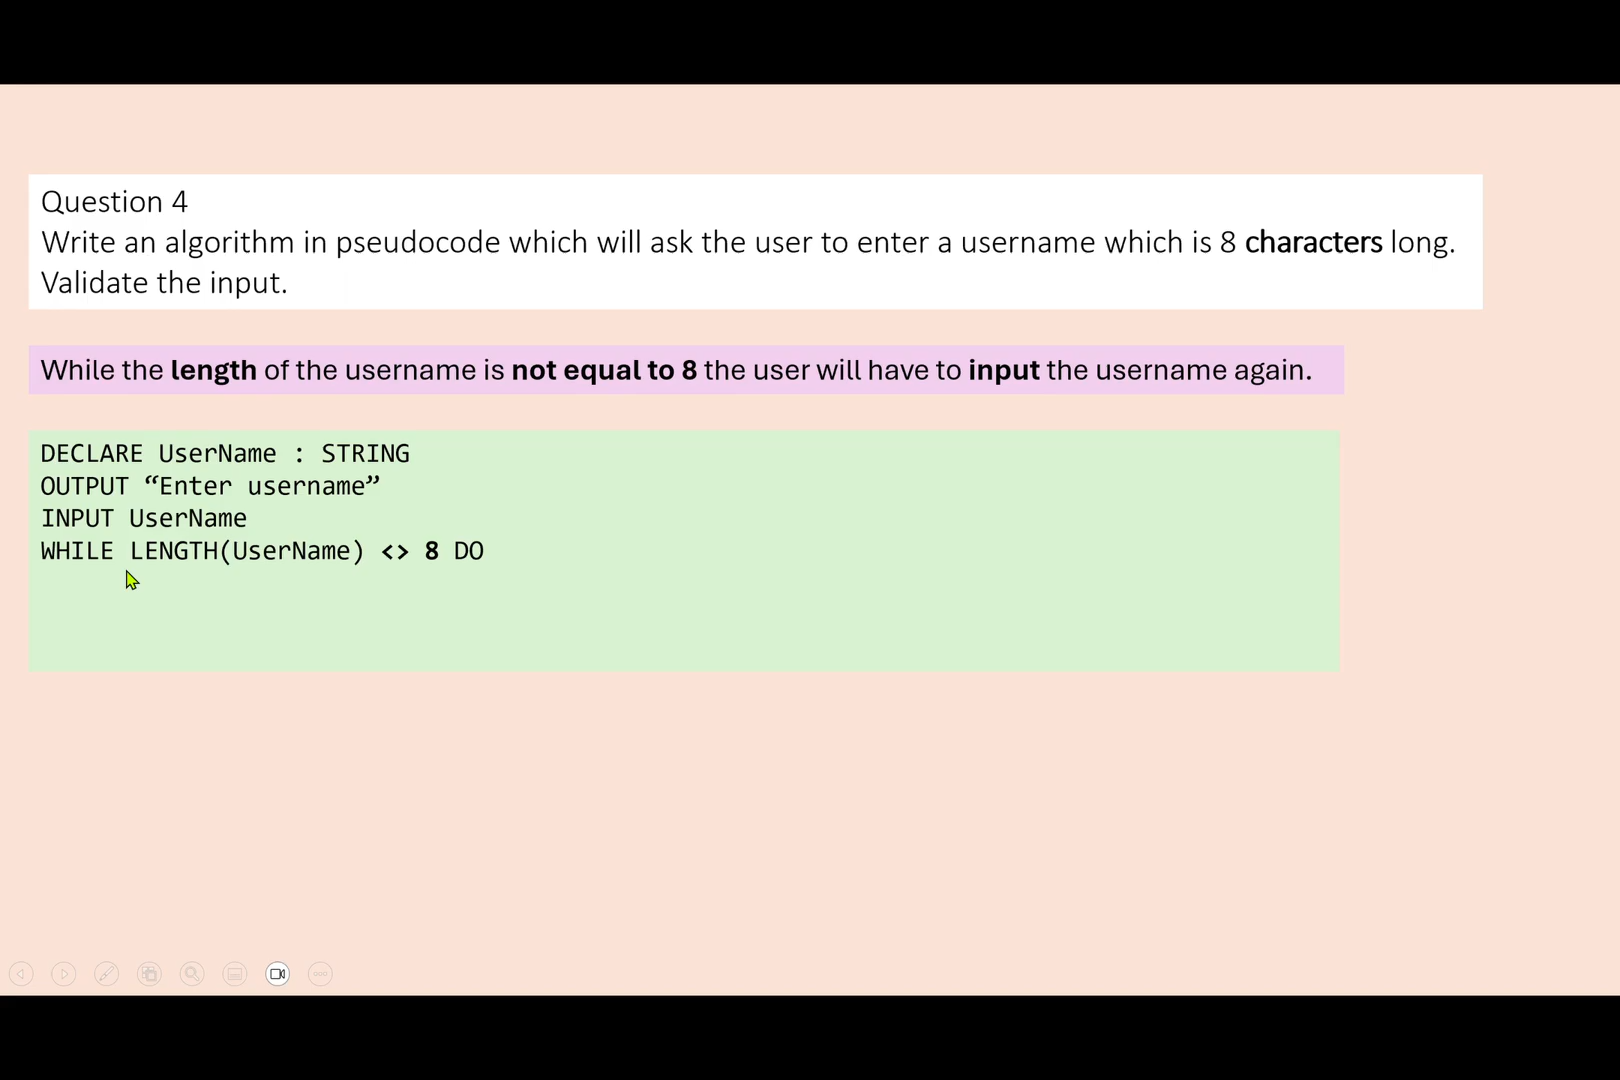 Question 4
Write an algorithm in pseudocode which will ask the user to enter a username which is 8 characters long.
Validate the input.
While the length of the username is not equal to 8 the user will have to input the username again.
DECLARE UserName : STRING
OUTPUT “Enter username”
INPUT UserName
WHILE LENGTH(UserName) <> 8 DO